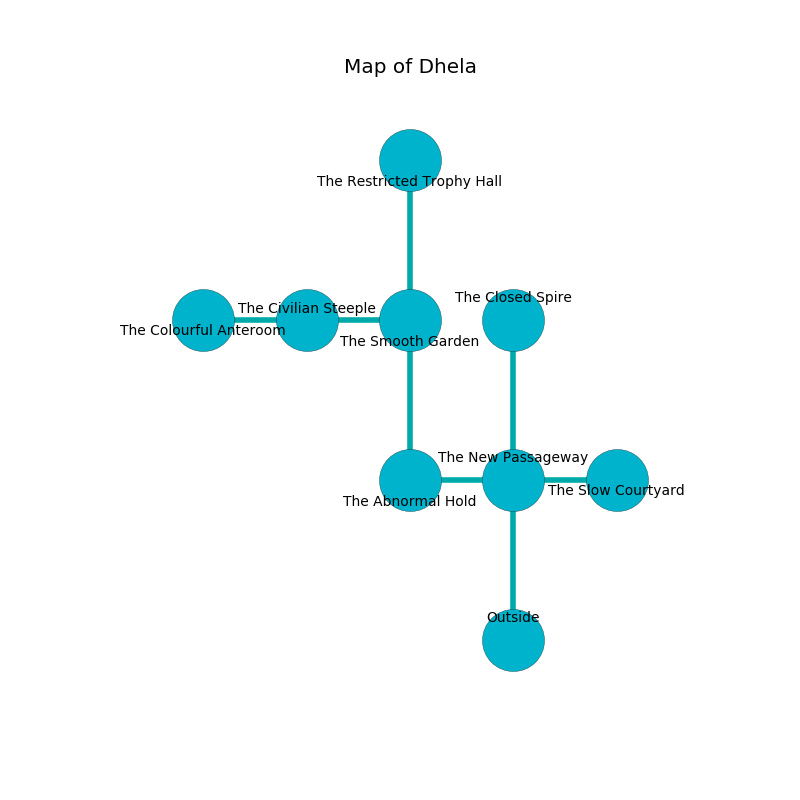 Map of Dhela
The Restricted Trophy Hall
The Closed Spire
The Civilian Steeple
The Colourful Anteroom
The Smooth Garden
The New Passageway
The Slow Courtyard
The Abnormal Hold
Outside